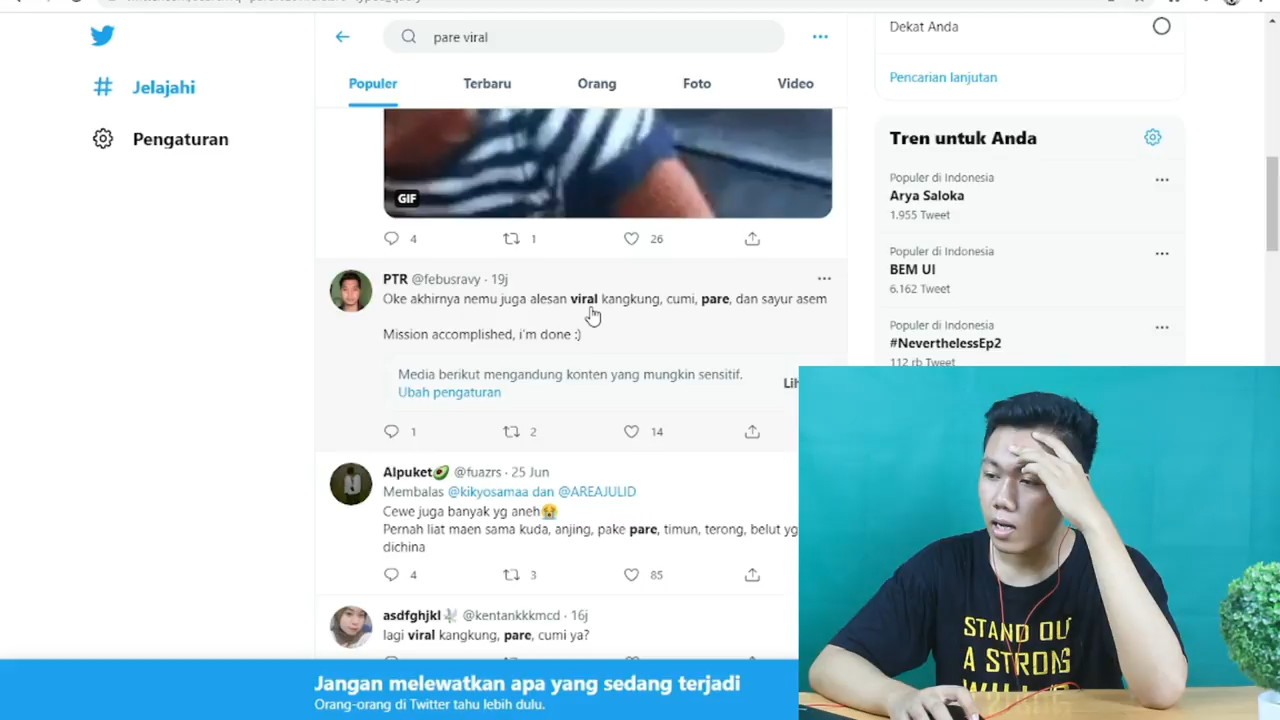 pare viral
Jelajahi
Pengaturan
Populer
Terbaru
Orang
Foto
Video
GIF
4
1
26
PTR @febusravy · 19j
Oke akhirnya nemu juga alesan viral kangkung, cumi, pare, dan sayur asem
Mission accomplished, i'm done :)
Media berikut mengandung konten yang mungkin sensitif.
Ubah pengaturan
1
2
14
Alpuket🥑 @fuazrs · 25 Jun
Membalas @kikyosamaa dan @AREAJULID
Cewe juga banyak yg aneh😭
Pernah liat maen sama kuda, anjing, pake pare, timun, terong, belut yg
dichina
4
3
85
asdfghjkl🕊 @kentankkkmcd · 16j
lagi viral kangkung, pare, cumi ya?
Jangan melewatkan apa yang sedang terjadi
Orang-orang di Twitter tahu lebih dulu.
Dekat Anda
Pencarian lanjutan
Tren untuk Anda
Populer di Indonesia
Arya Saloka
1.955 Tweet
Populer di Indonesia
BEM UI
6.162 Tweet
Populer di Indonesia
#NeverthelessEp2
112 rb Tweet
STAND OU
A STRONG